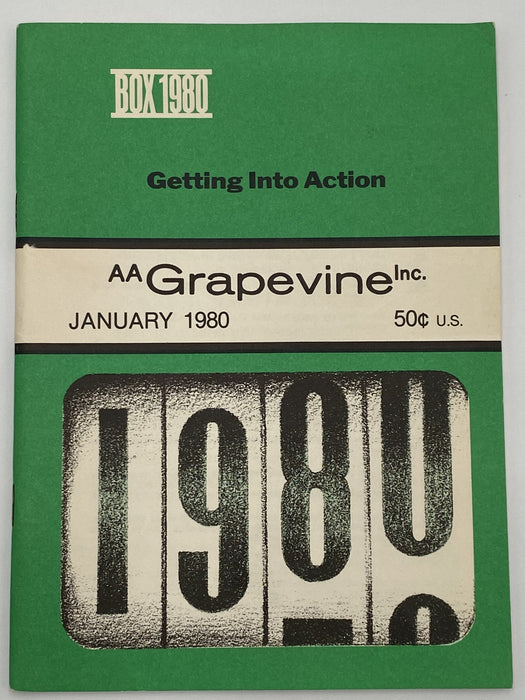 BOX 1980
Getting Into Action
AA Grapevine Inc.
JANUARY 1980 50¢ U.S.
1980